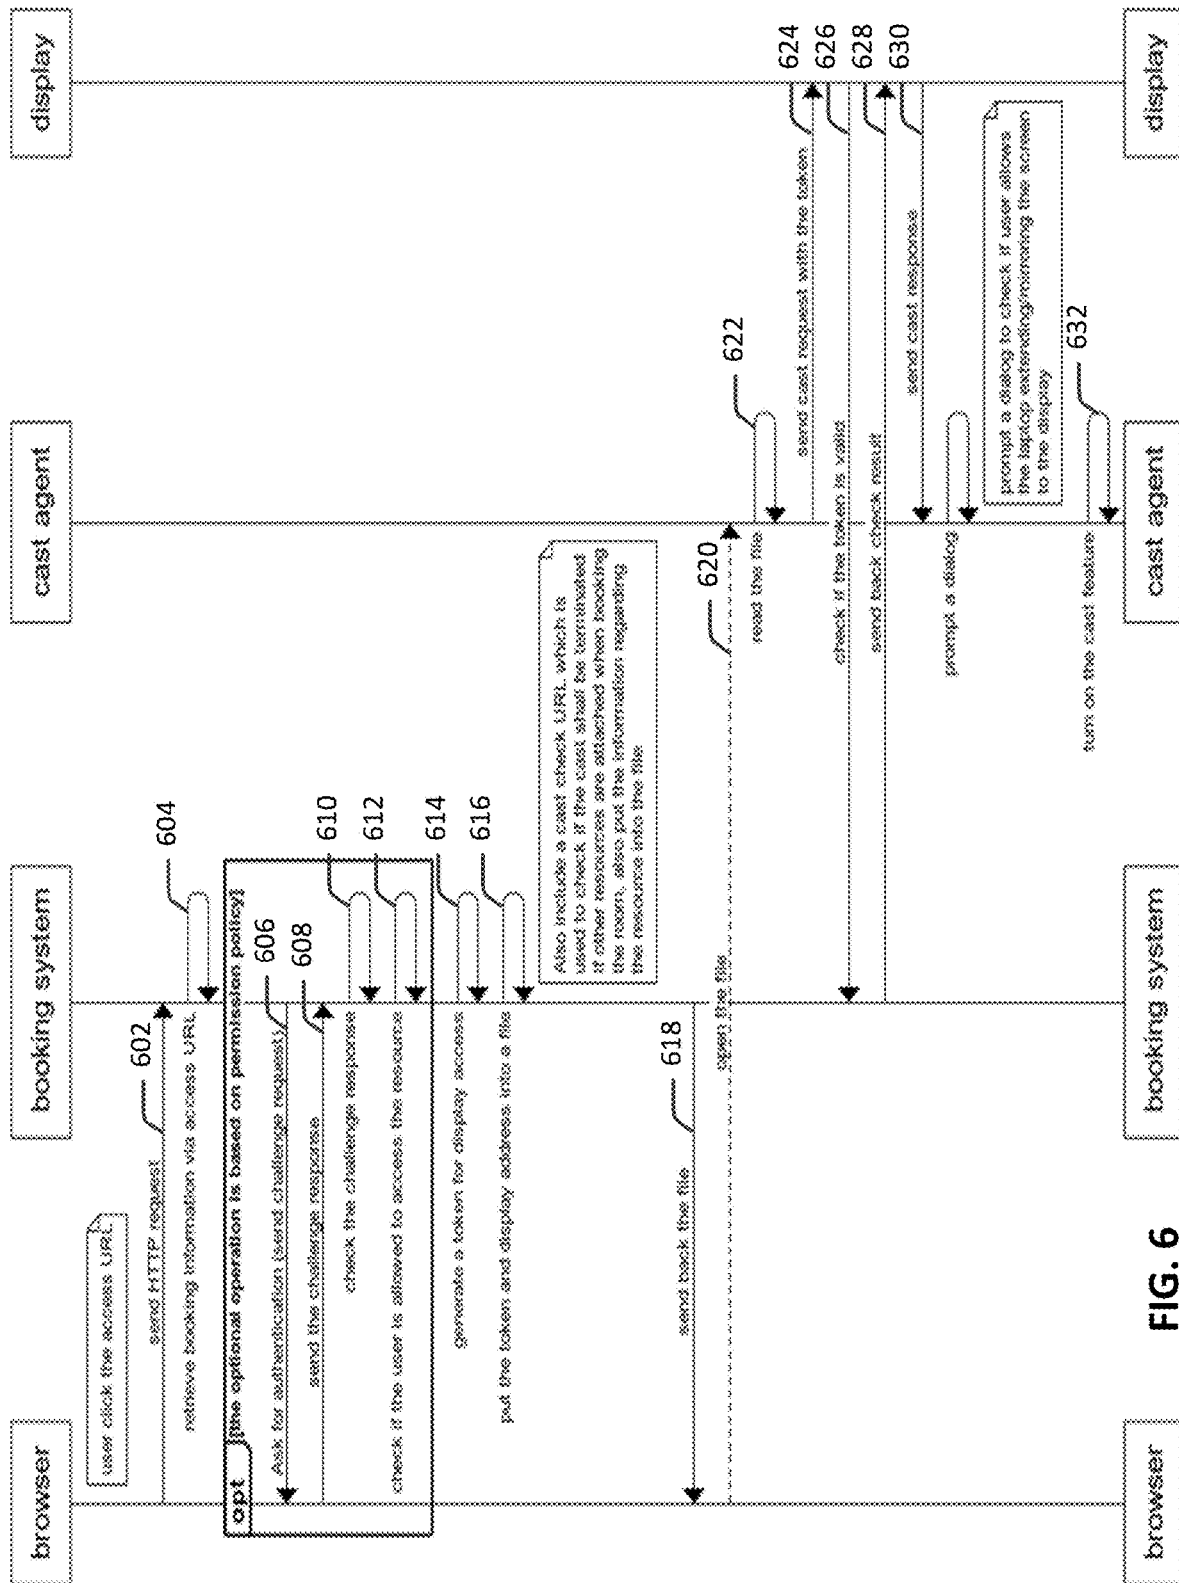 browser
booking system
cast agent
display
user click the access URL
send HTTP request
602
retrieve booking information via access URL
604
opt
[the optional operation is based on permission policy]
Ask for authentication (send challenge request)
606
send the challenge response
608
check the challenge response
610
check if the user is allowed to access the resource
612
generate a token for display access
614
put the token and display address into a file
616
Also include a cast check URL which is
used to check if the cast shall be terminated
If other resources are attached when booking
the room, also put the information regarding
the resource into the file
send back the file
618
open the file
620
read the file
622
send cast request with the token
624
check if the token is valid
626
send back check result
628
send cast response
630
prompt a dialog
prompt a dialog to check if user allows
the laptop extending/mirroring the screen
to the display
turn on the cast feature
632
browser
booking system
cast agent
display
FIG. 6